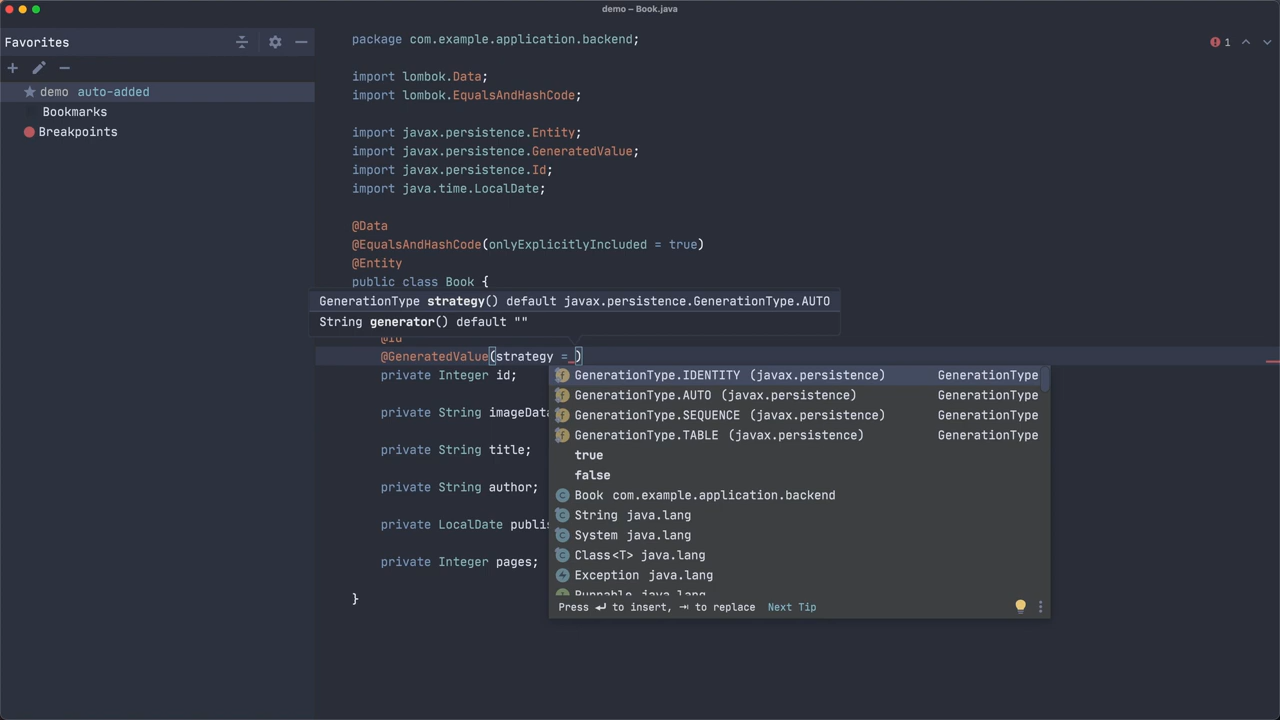 demo – Book.java
Favorites
demo auto-added
Bookmarks
Breakpoints
1
package com.example.application.backend;
import lombok.Data;
import lombok.EqualsAndHashCode;
import javax.persistence.Entity;
import javax.persistence.GeneratedValue;
import javax.persistence.Id;
import java.time.LocalDate;
@Data
@EqualsAndHashCode(onlyExplicitlyIncluded = true)
@Entity
public class Book {
GenerationType strategy() default javax.persistence.GenerationType.AUTO
String generator() default ""
@Id
@GeneratedValue(strategy = )
private Integer id;
private String imageData
private String title;
private String author;
private LocalDate publis
private Integer pages;
}
GenerationType.IDENTITY (javax.persistence) GenerationType
GenerationType.AUTO (javax.persistence) GenerationType
GenerationType.SEQUENCE (javax.persistence) GenerationType
GenerationType.TABLE (javax.persistence) GenerationType
true
false
Book com.example.application.backend
String java.lang
System java.lang
Class<T> java.lang
Exception java.lang
Runnable java.lang
Press ↵ to insert, ⇥ to replace Next Tip